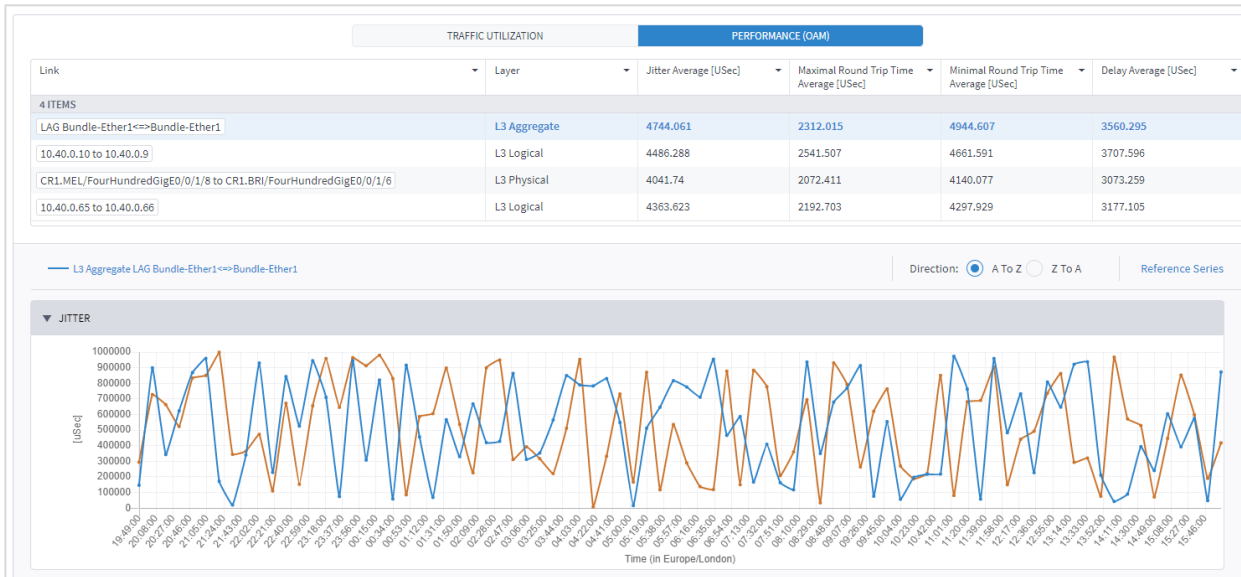 TRAFFIC UTILIZATION PERFORMANCE (OAM)
Link Layer Jitter Average [USec] Maximal Round Trip Time Average [USec] Minimal Round Trip Time Average [USec] Delay Average [USec]
4 ITEMS
LAG Bundle-Ether1<=>Bundle-Ether1 L3 Aggregate 4744.061 2312.015 4944.607 3560.295
10.40.0.10 to 10.40.0.9 L3 Logical 4486.288 2541.507 4661.591 3707.596
CR1.MEL/FourHundredGigE0/0/1/8 to CR1.BRI/FourHundredGigE0/0/1/6 L3 Physical 4041.74 2072.411 4140.077 3073.259
10.40.0.65 to 10.40.0.66 L3 Logical 4363.623 2192.703 4297.929 3177.105
L3 Aggregate LAG Bundle-Ether1<=>Bundle-Ether1 Direction: A To Z Z To A Reference Series
JITTER
1000000
900000
800000
700000
600000
500000
400000
300000
200000
100000
0
[uSec]
19:49:00 20:08:00 20:27:00 20:46:00 21:05:00 21:24:00 21:43:00 22:02:00 22:21:00 22:40:00 22:59:00 23:18:00 23:37:00 23:56:00 00:15:00 00:34:00 00:53:00 01:12:00 01:31:00 01:50:00 02:09:00 02:28:00 02:47:00 03:06:00 03:25:00 03:44:00 04:03:00 04:22:00 04:41:00 05:00:00 05:19:00 05:38:00 05:57:00 06:16:00 06:35:00 06:54:00 07:13:00 07:32:00 07:51:00 08:10:00 08:29:00 08:48:00 09:07:00 09:26:00 09:45:00 10:04:00 10:23:00 10:42:00 11:01:00 11:20:00 11:39:00 11:58:00 12:17:00 12:36:00 12:55:00 13:14:00 13:33:00 13:52:00 14:11:00 14:30:00 14:49:00 15:08:00 15:27:00 15:46:00
Time (in Europe/London)